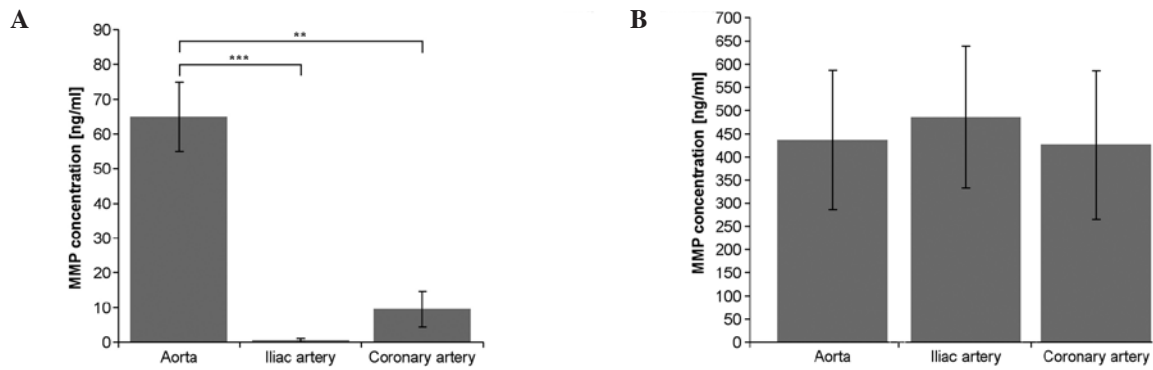 A
MMP concentration [ng/ml]
90
80
70
60
50
40
30
20
10
0
**
***
Aorta
Iliac artery
Coronary artery
B
MMP concentration [ng/ml]
700
650
600
550
500
450
400
350
300
250
200
150
100
50
0
Aorta
Iliac artery
Coronary artery